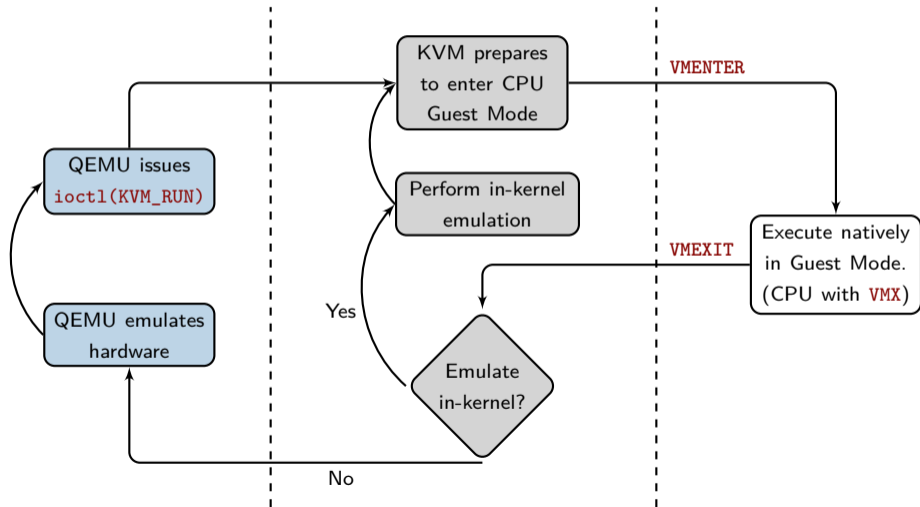 KVM prepares
to enter CPU
Guest Mode
VMENTER
QEMU issues
ioctl(KVM_RUN)
Perform in-kernel
emulation
Execute natively
in Guest Mode.
(CPU with VMX)
VMEXIT
Yes
QEMU emulates
hardware
Emulate
in-kernel?
No